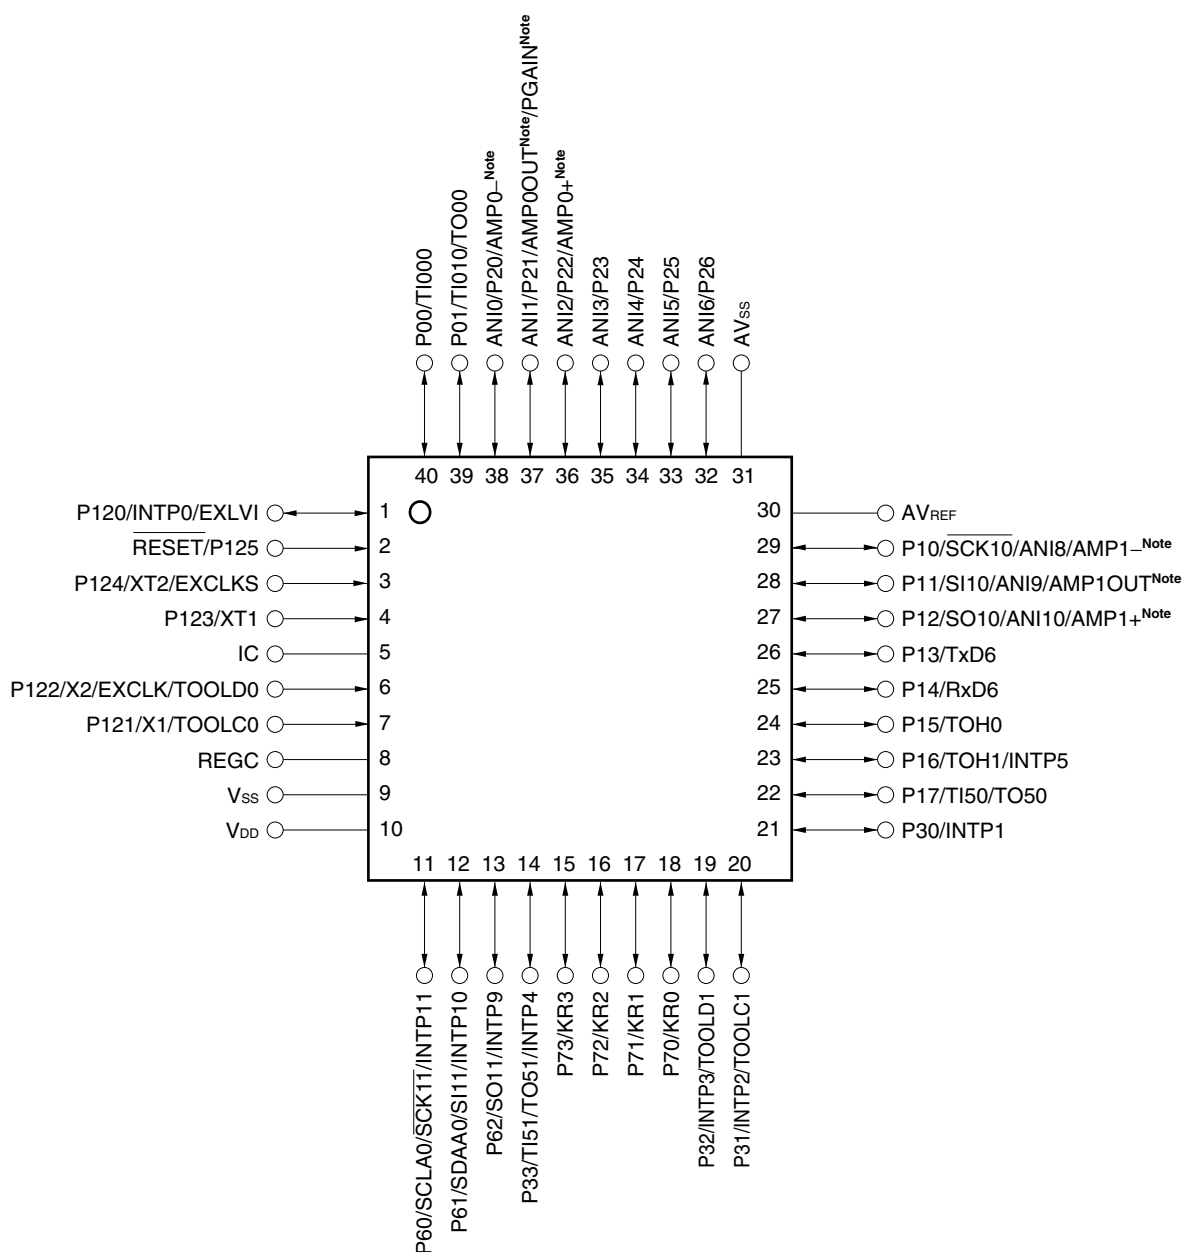 P00/TI000
P01/TI010/TO00
ANI0/P20/AMP0–Note
ANI1/P21/AMP0OUTNote/PGAINNote
ANI2/P22/AMP0+Note
ANI3/P23
ANI4/P24
ANI5/P25
ANI6/P26
AVSS
40 39 38 37 36 35 34 33 32 31
P120/INTP0/EXLVI 1
RESET/P125 2
P124/XT2/EXCLKS 3
P123/XT1 4
IC 5
P122/X2/EXCLK/TOOLD0 6
P121/X1/TOOLC0 7
REGC 8
VSS 9
VDD 10
30 AVREF
29 P10/SCK10/ANI8/AMP1–Note
28 P11/SI10/ANI9/AMP1OUTNote
27 P12/SO10/ANI10/AMP1+Note
26 P13/TxD6
25 P14/RxD6
24 P15/TOH0
23 P16/TOH1/INTP5
22 P17/TI50/TO50
21 P30/INTP1
11 12 13 14 15 16 17 18 19 20
P60/SCLA0/SCK11/INTP11
P61/SDAA0/SI11/INTP10
P62/SO11/INTP9
P33/TI51/TO51/INTP4
P73/KR3
P72/KR2
P71/KR1
P70/KR0
P32/INTP3/TOOLD1
P31/INTP2/TOOLC1